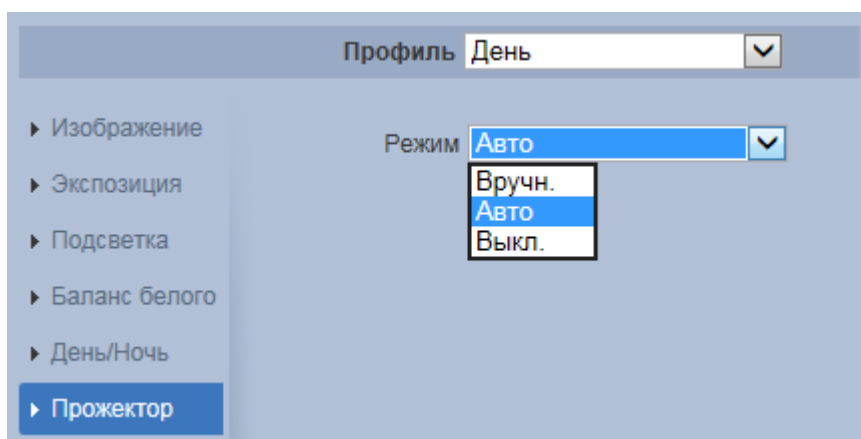 Профиль День
Изображение
Режим Авто
Вручн.
Экспозиция
Авто
Подсветка
Выкл.
Баланс белого
День/Ночь
Прожектор